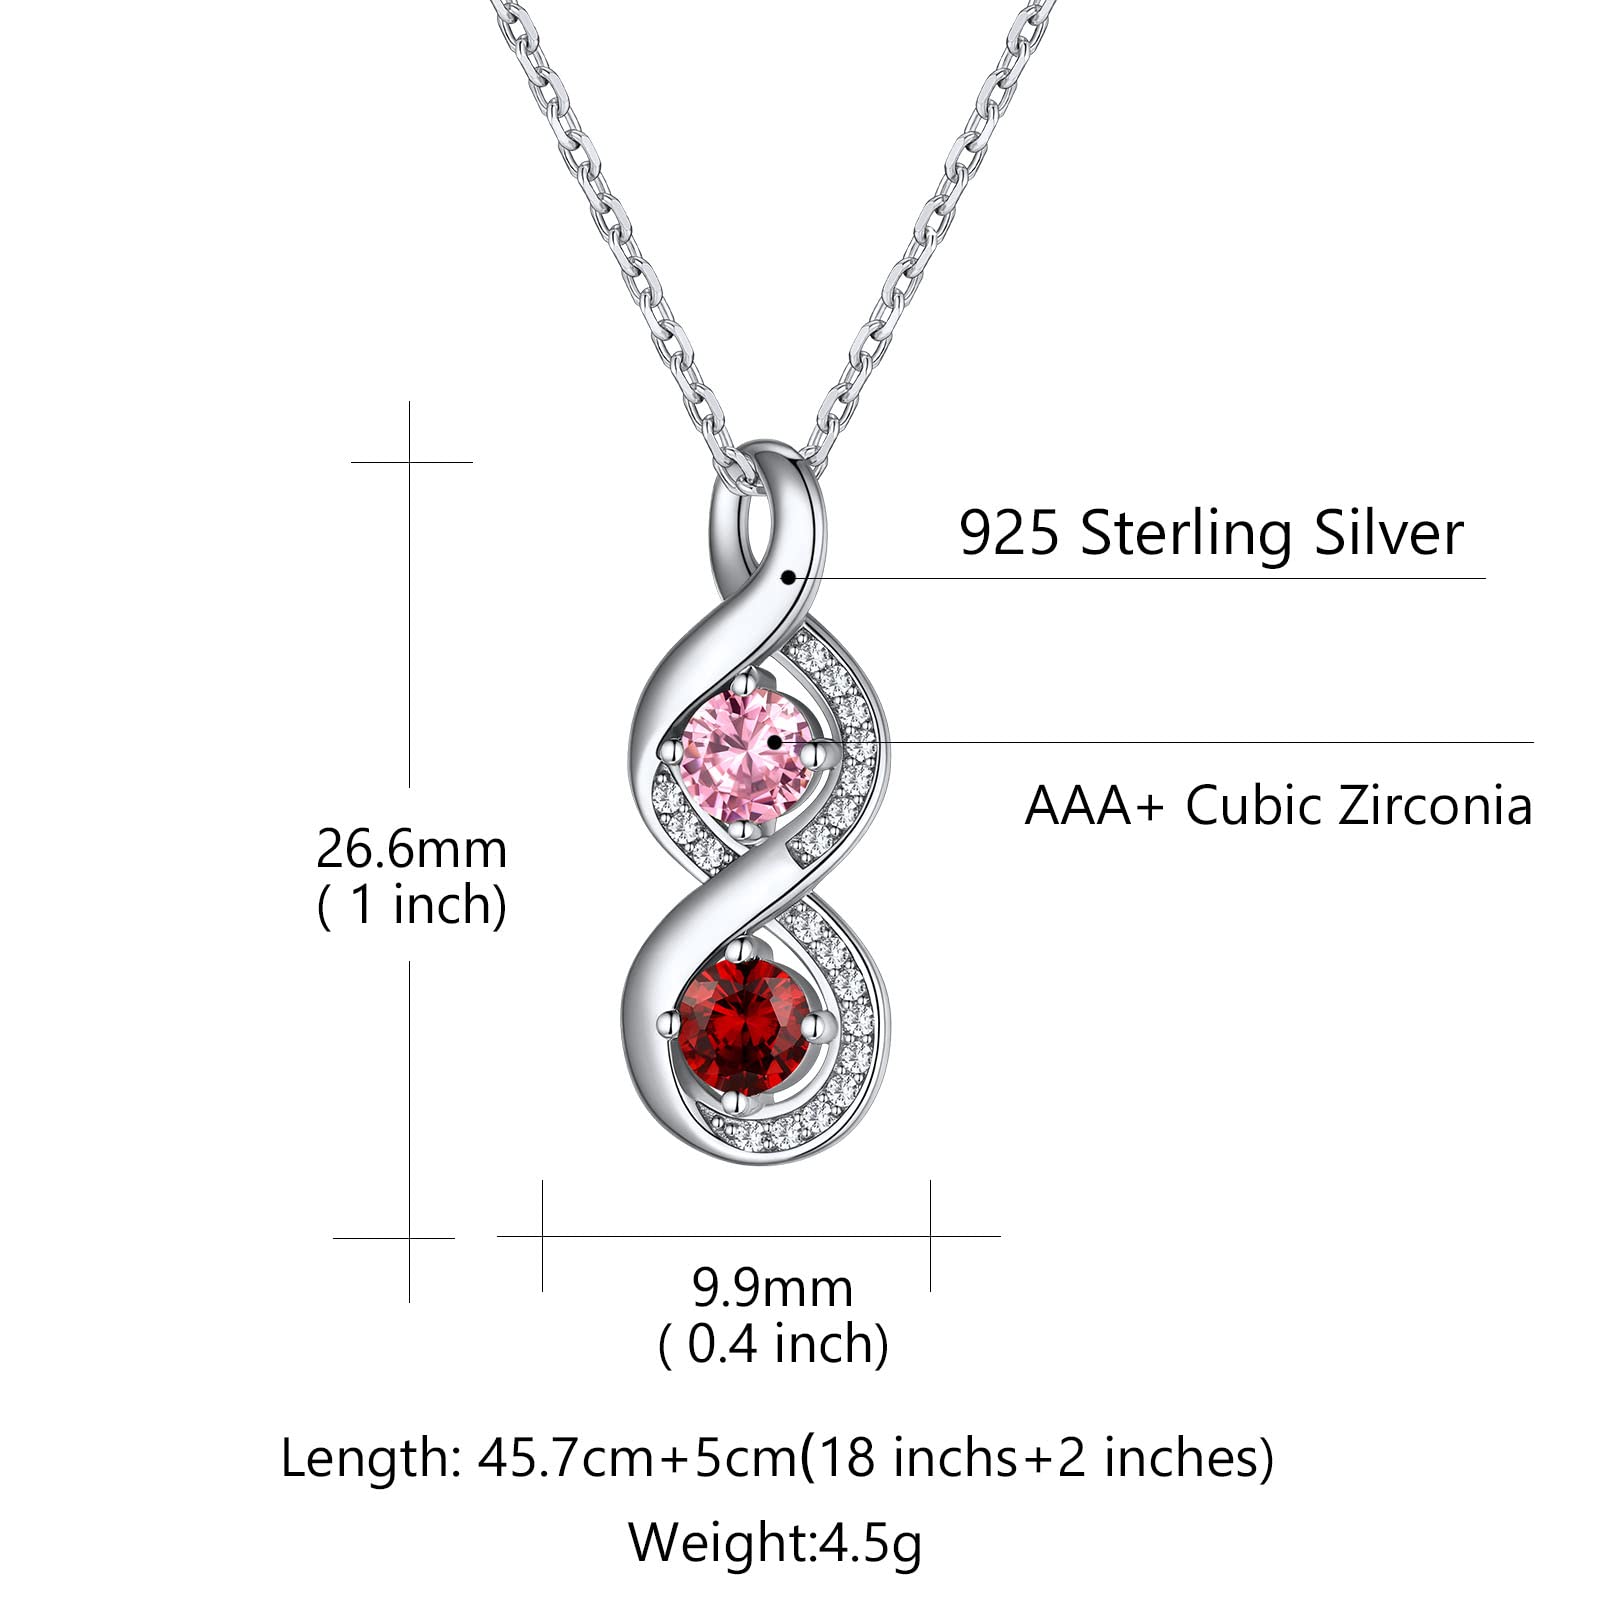 925 Sterling Silver
AAA+ Cubic Zirconia
26.6mm
( 1 inch)
9.9mm
( 0.4 inch)
Length: 45.7cm+5cm(18 inchs+2 inches)
Weight:4.5g